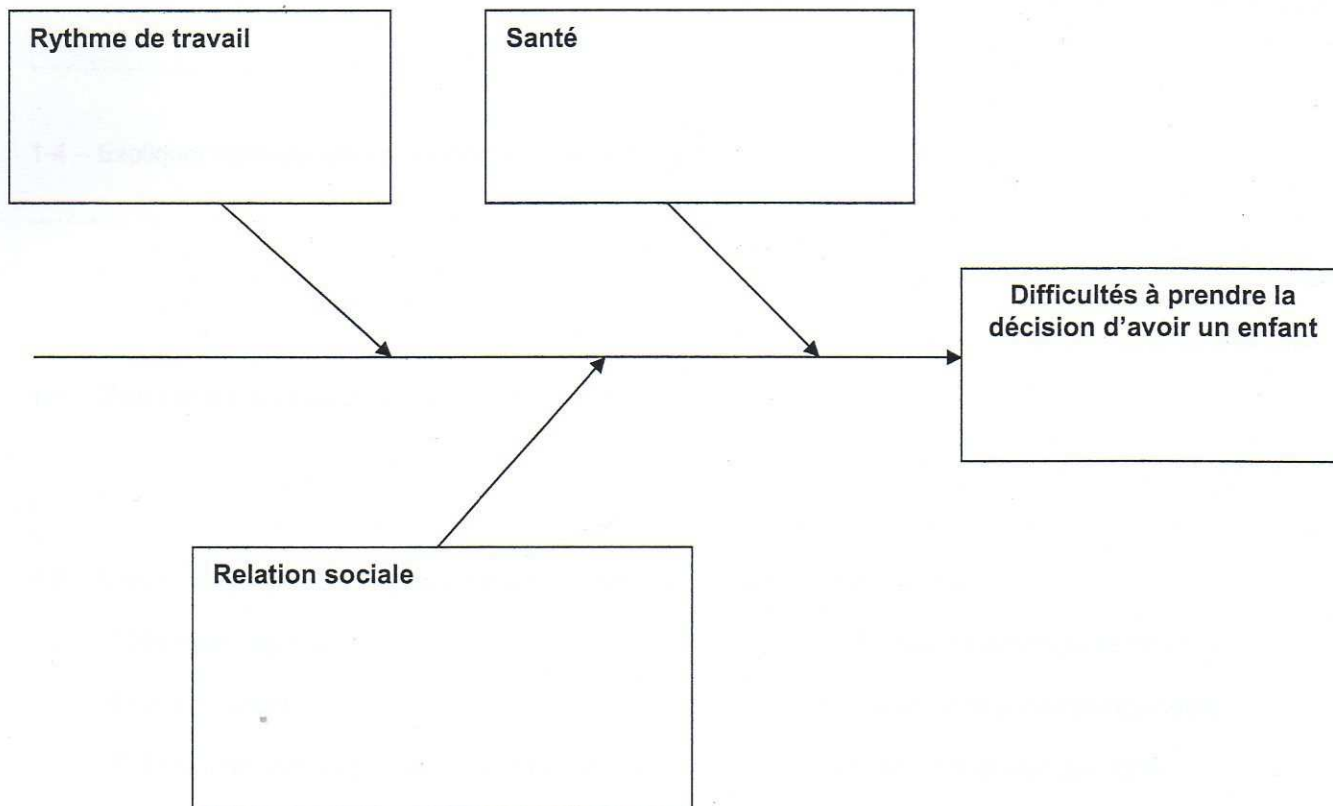 Rythme de travail
Santé
Difficultés à prendre la
décision d'avoir un enfant
Relation sociale